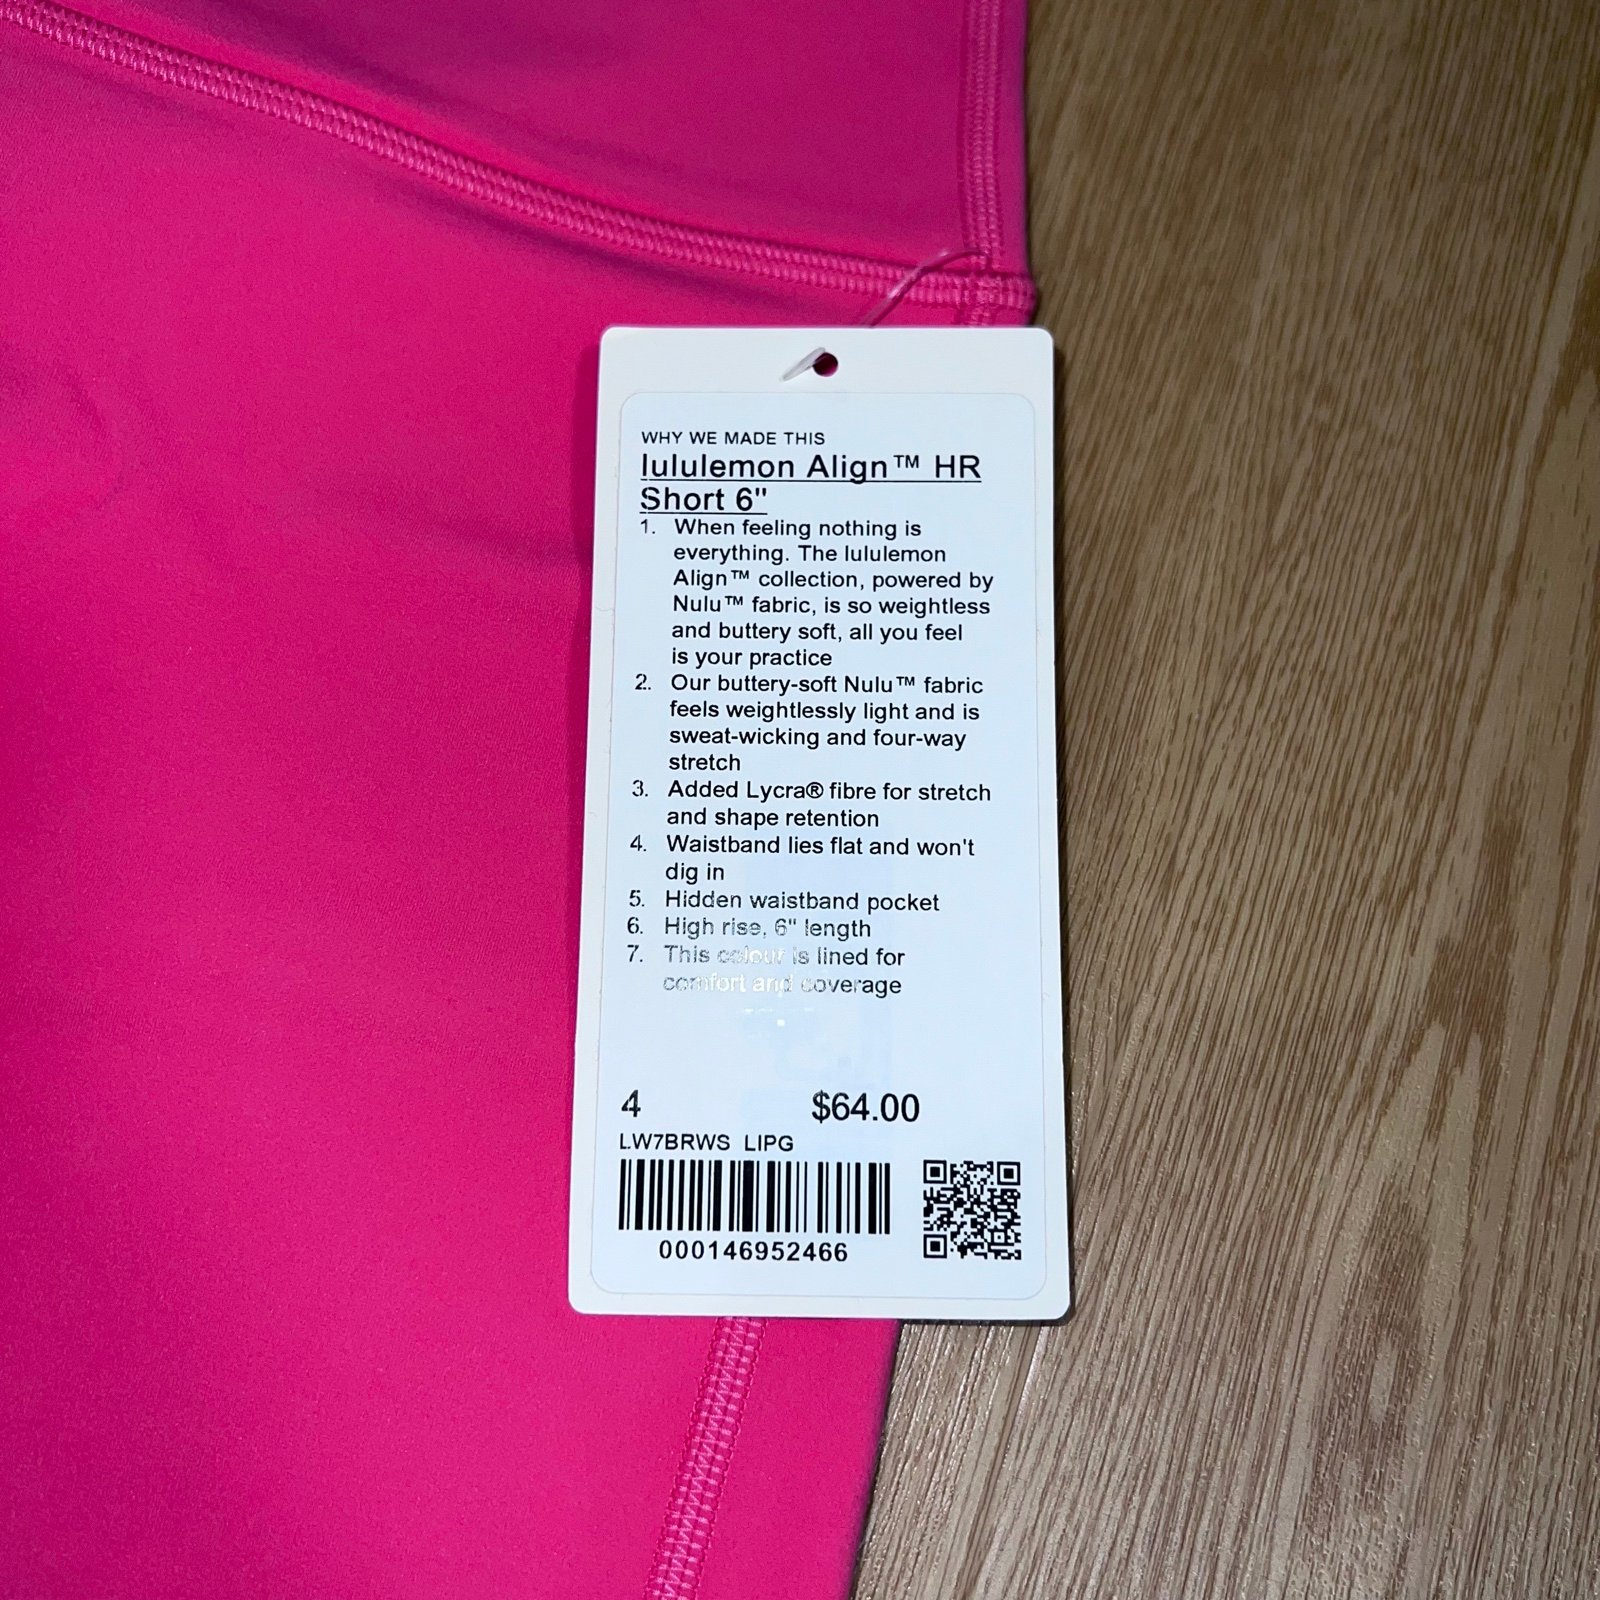 WHY WE MADE THIS
lululemon Align™ HR
Short 6"
1. When feeling nothing is
everything. The lululemon
Align™ collection, powered by
Nulu™ fabric, is so weightless
and buttery soft, all you feel
is your practice
2. Our buttery-soft Nulu™ fabric
feels weightlessly light and is
sweat-wicking and four-way
stretch
3. Added Lycra® fibre for stretch
and shape retention
4. Waistband lies flat and won't
dig in
5. Hidden waistband pocket
6. High rise, 6" length
7. This colour is lined for
comfort and coverage
4 $64.00
LW7BRWS LIPG
000146952466